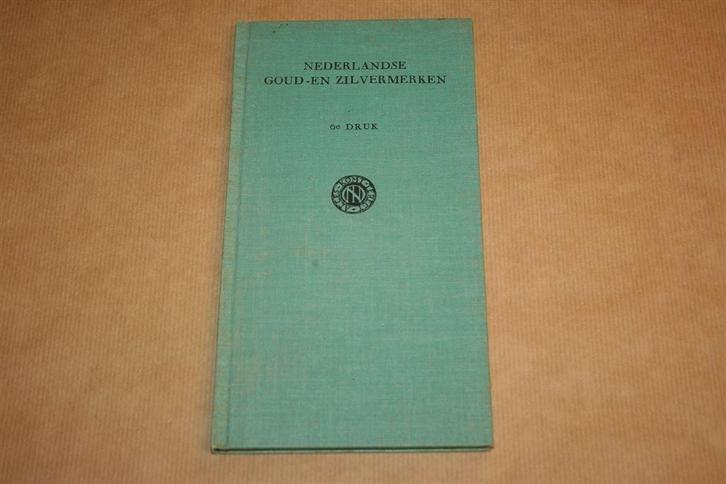 NEDERLANDSE
GOUD-EN ZILVERMERKEN
6e DRUK